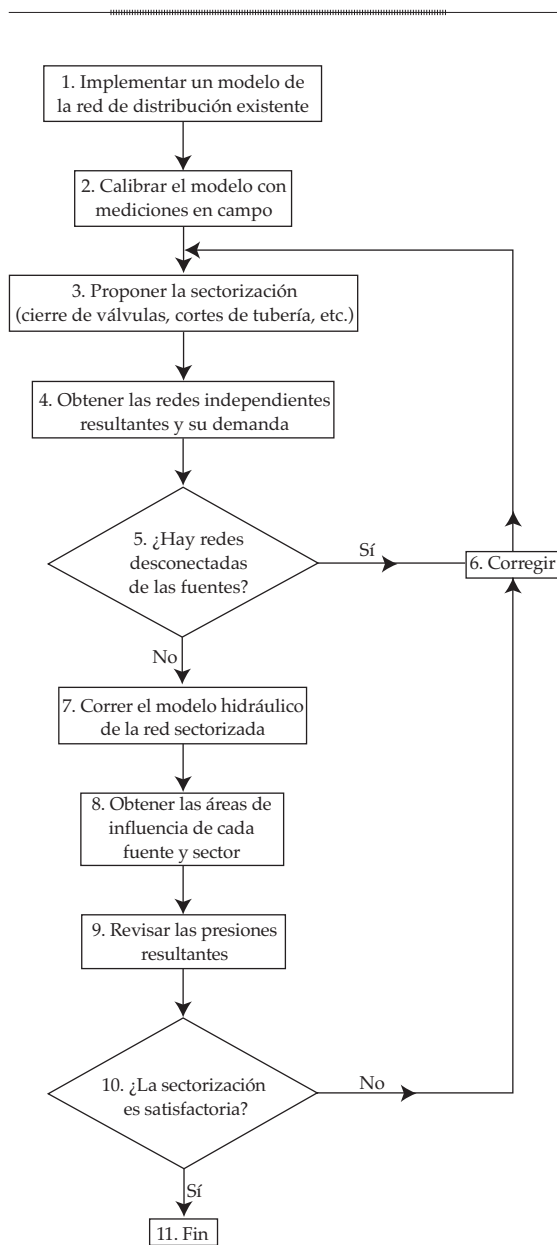 1. Implementar un modelo de
la red de distribución existente
2. Calibrar el modelo con
mediciones en campo
3. Proponer la sectorización
(cierre de válvulas, cortes de tubería, etc.)
4. Obtener las redes independientes
resultantes y su demanda
5. ¿Hay redes
desconectadas
de las fuentes?
Sí
6. Corregir
No
7. Correr el modelo hidráulico
de la red sectorizada
8. Obtener las áreas de
influencia de cada
fuente y sector
9. Revisar las presiones
resultantes
10. ¿La sectorización
es satisfactoria?
No
Sí
11. Fin